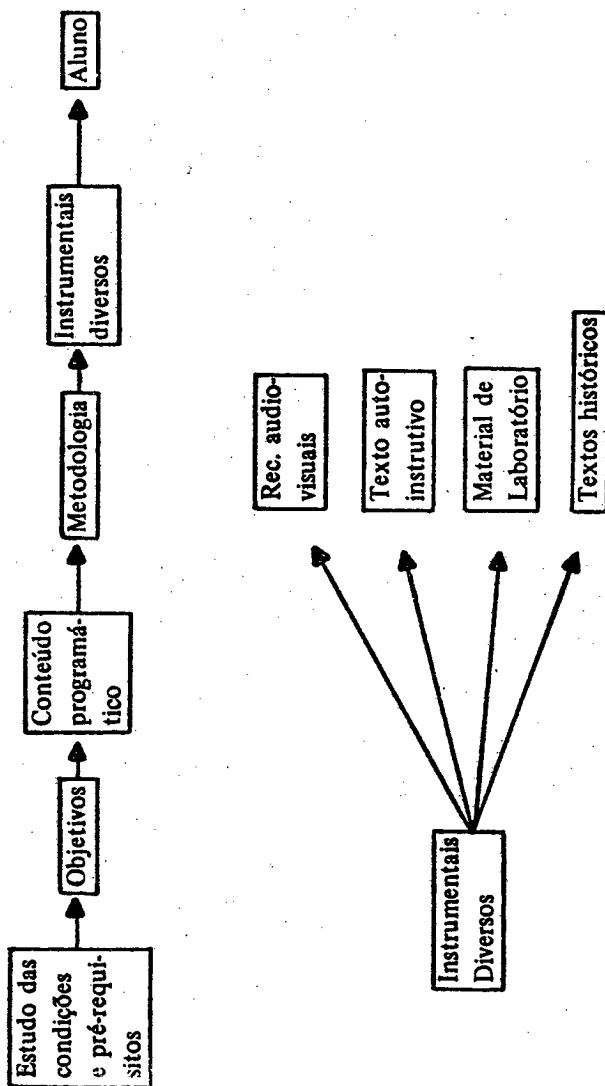 Estudo das
condições
e pré-requi-
sitos
Objetivos
Conteúdo
programá-
tico
Metodologia
Instrumentais
diversos
Aluno
Instrumentais
Diversos
Rec. audio-
visuais
Texto auto-
instrutivo
Material de
Laboratório
Textos históricos